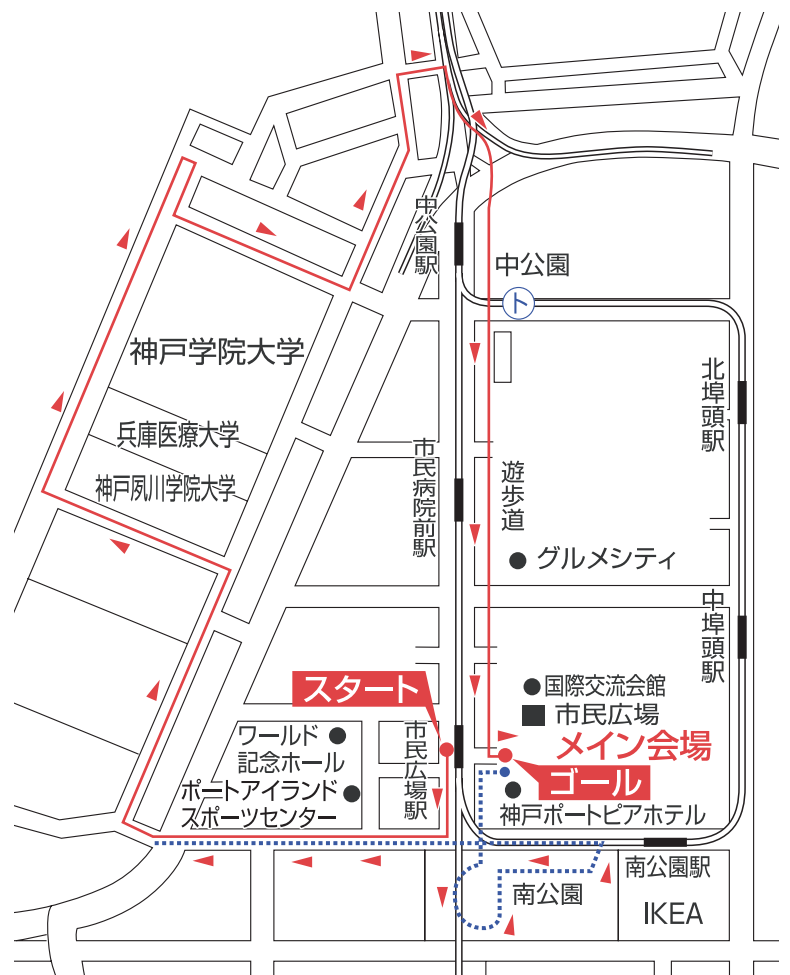 中公園駅
中公園
ト
神戸学院大学
北埠頭駅
兵庫医療大学
市民病院前駅
遊歩道
神戸夙川学院大学
グルメシティ
中埠頭駅
スタート
国際交流会館
市民広場
市民広場駅
ワールド
記念ホール
メイン会場
ゴール
ポートアイランド
スポーツセンター
神戸ポートピアホテル
南公園駅
南公園
IKEA